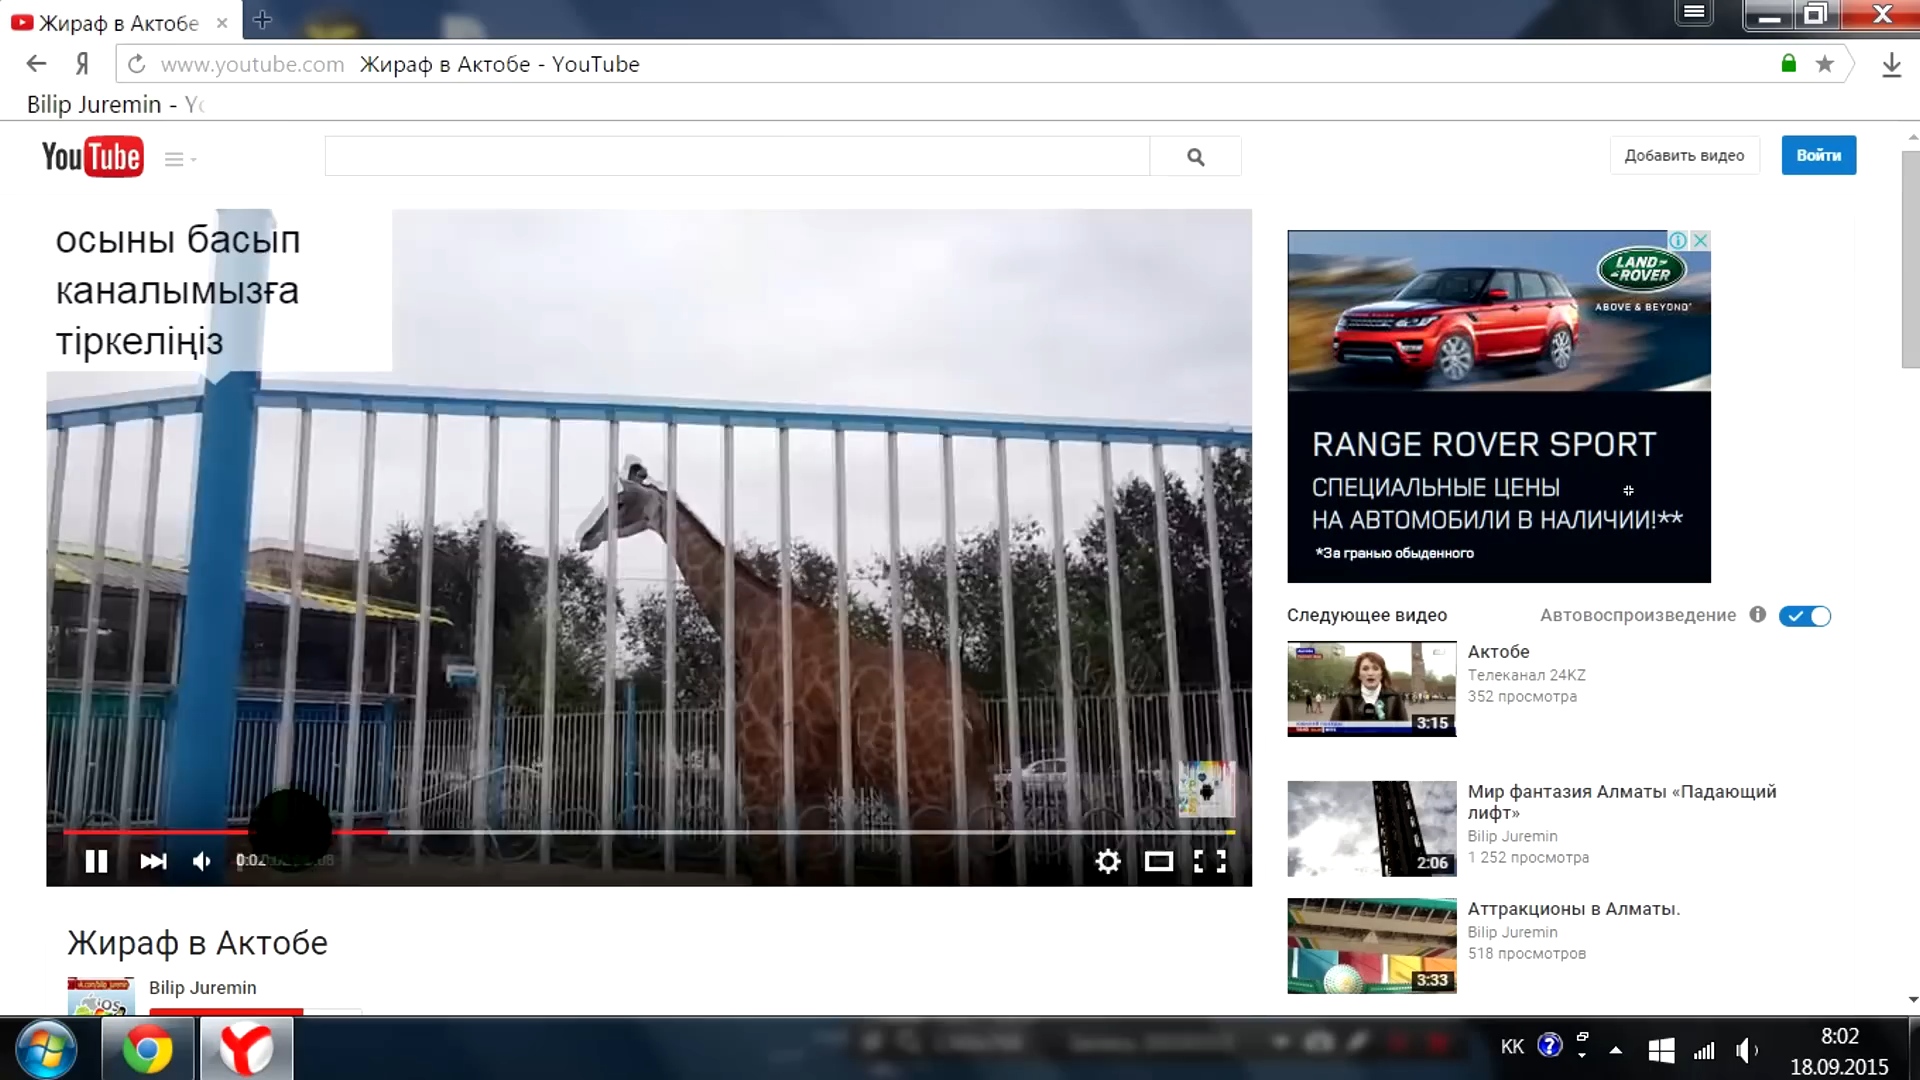 Жираф в Актобе
www.youtube.com Жираф в Актобе - YouTube
Bilip Juremin -
YouTube
Добавить видео
Войти
осыны басып
каналымызға
тіркеліңіз
LAND-
ROVER
ABOVE & BEYOND*
RANGE ROVER SPORT
СПЕЦИАЛЬНЫЕ ЦЕНЫ
НА АВТОМОБИЛИ В НАЛИЧИИ!**
*За гранью обыденного
Следующее видео
Автовоспроизведение
Актобе
Телеканал 24KZ
352 просмотра
3:15
Мир фантазия Алматы «Падающий
лифт»
Bilip Juremin
1 252 просмотра
2:06
Аттракционы в Алматы.
Bilip Juremin
518 просмотров
3:33
Жираф в Актобе
Bilip Juremin
iOS
KK
8:02
18.09.2015